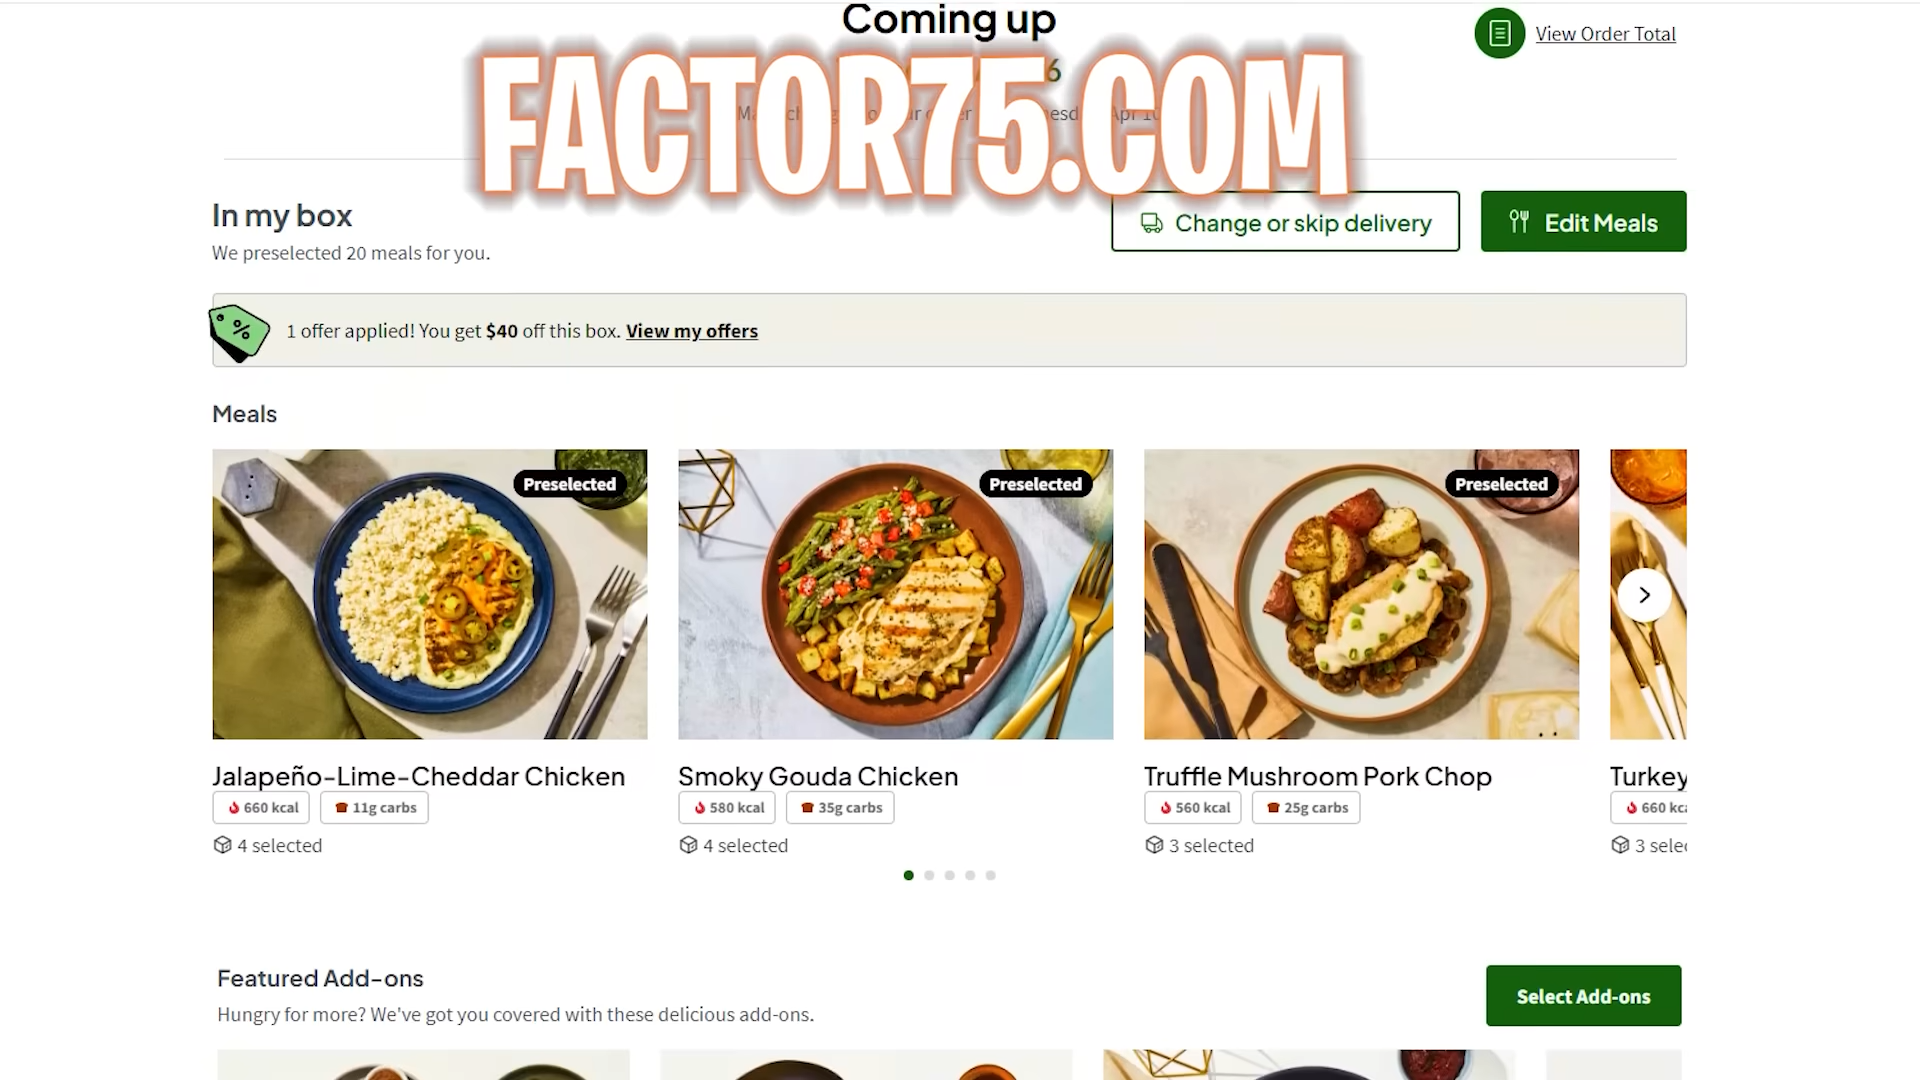 Coming up
View Order Total
FACTOR75.COM
In my box
We preselected 20 meals for you.
Change or skip delivery
Edit Meals
%
1 offer applied! You get $40 off this box. View my offers
Meals
Preselected
Preselected
Preselected
Jalapeño-Lime-Cheddar Chicken
660 kcal
11g carbs
4 selected
Smoky Gouda Chicken
580 kcal
35g carbs
4 selected
Truffle Mushroom Pork Chop
560 kcal
25g carbs
3 selected
Turkey
660
3
Featured Add-ons
Select Add-ons
Hungry for more? We've got you covered with these delicious add-ons.